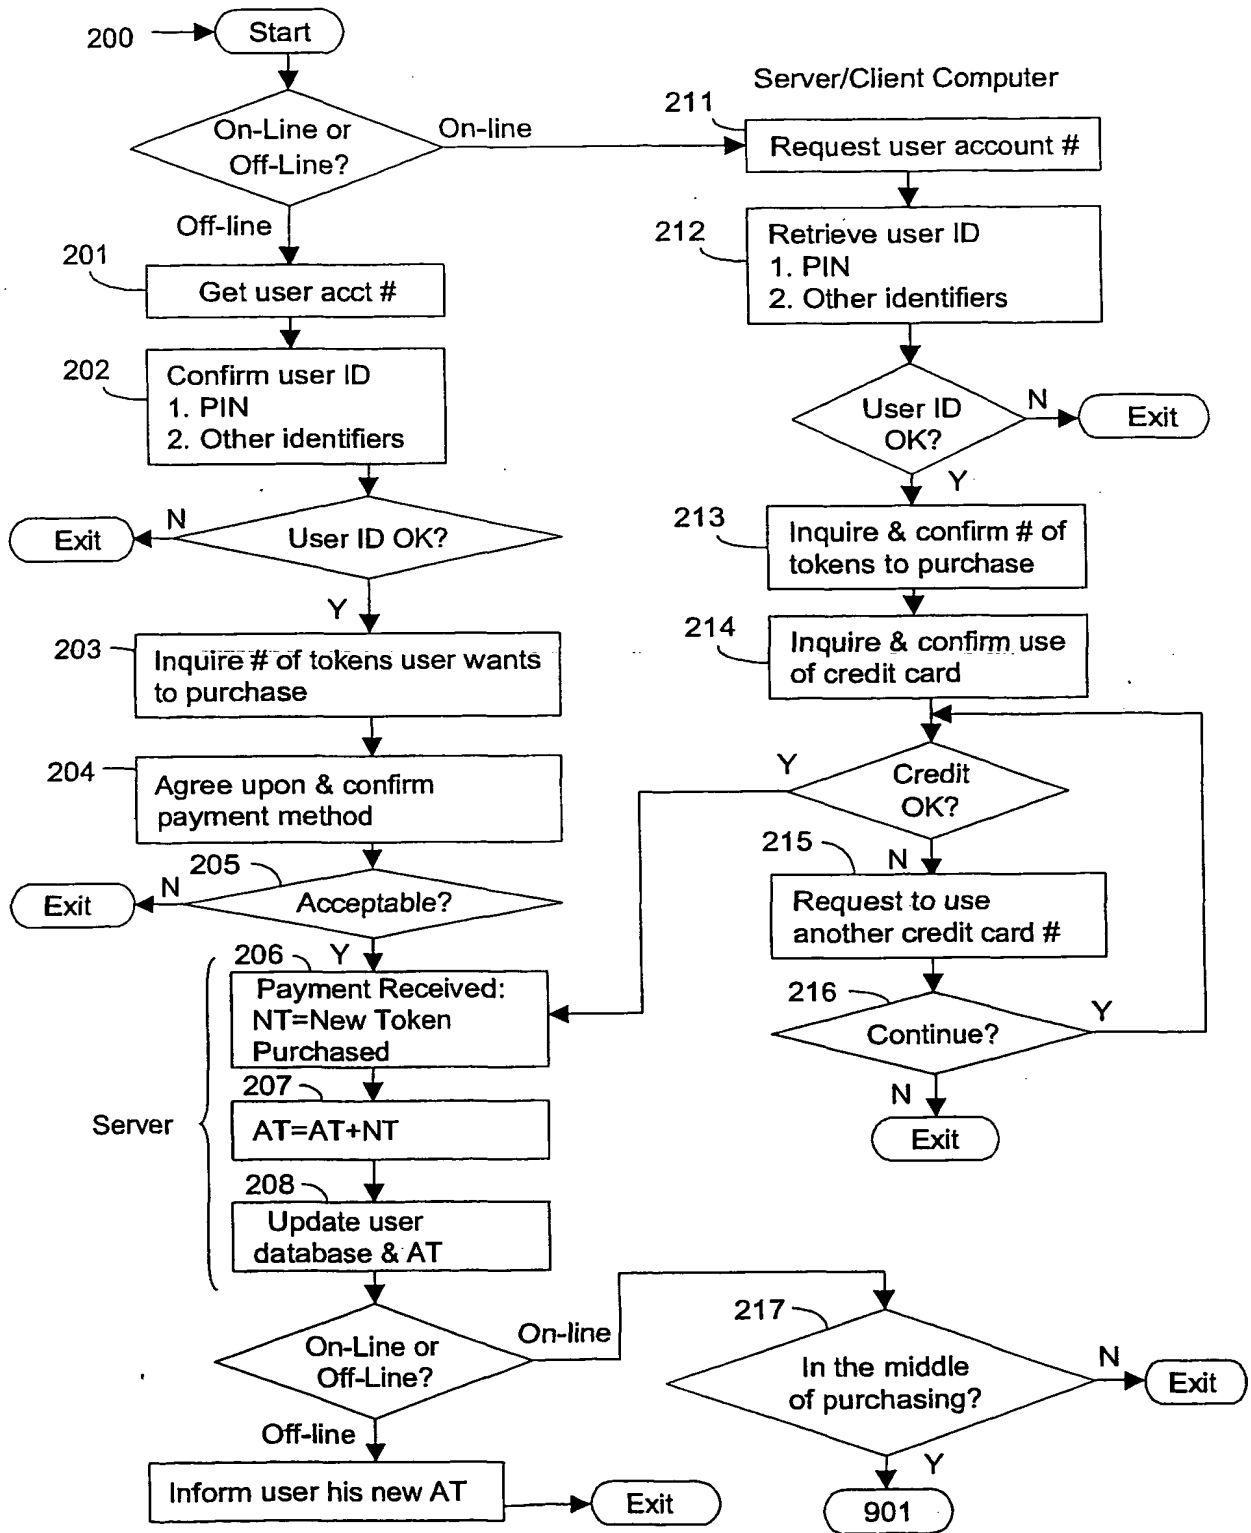 200
Start
Server/Client Computer
On-Line or
Off-Line?
On-line
Off-line
211
Request user account #
212
Retrieve user ID
1. PIN
2. Other identifiers
201
Get user acct #
202
Confirm user ID
1. PIN
2. Other identifiers
User ID
OK?
N
Exit
Y
User ID OK?
N
Exit
Y
213
Inquire & confirm # of
tokens to purchase
214
Inquire & confirm use
of credit card
203
Inquire # of tokens user wants
to purchase
204
Agree upon & confirm
payment method
Credit
OK?
Y
N
215
Request to use
another credit card #
216
Continue?
Y
N
Exit
205
Acceptable?
N
Exit
Y
Server
206
Payment Received:
NT=New Token
Purchased
207
AT=AT+NT
208
Update user
database & AT
On-Line or
Off-Line?
On-line
Off-line
217
In the middle
of purchasing?
N
Exit
Y
901
Inform user his new AT
Exit